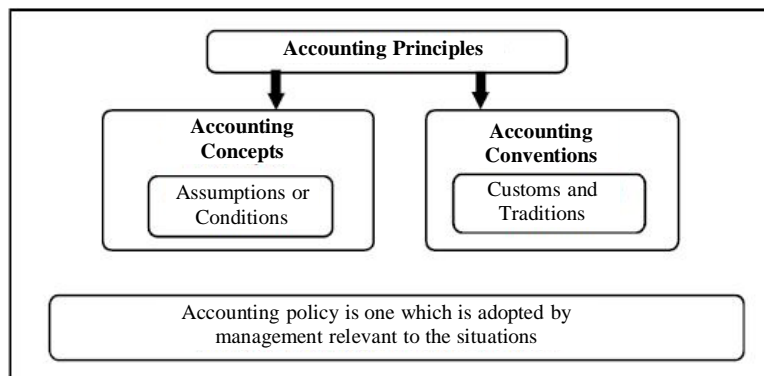 Accounting Principles
Accounting
Concepts
Assumptions or
Conditions
Accounting
Conventions
Customs and
Traditions
Accounting policy is one which is adopted by
management relevant to the situations